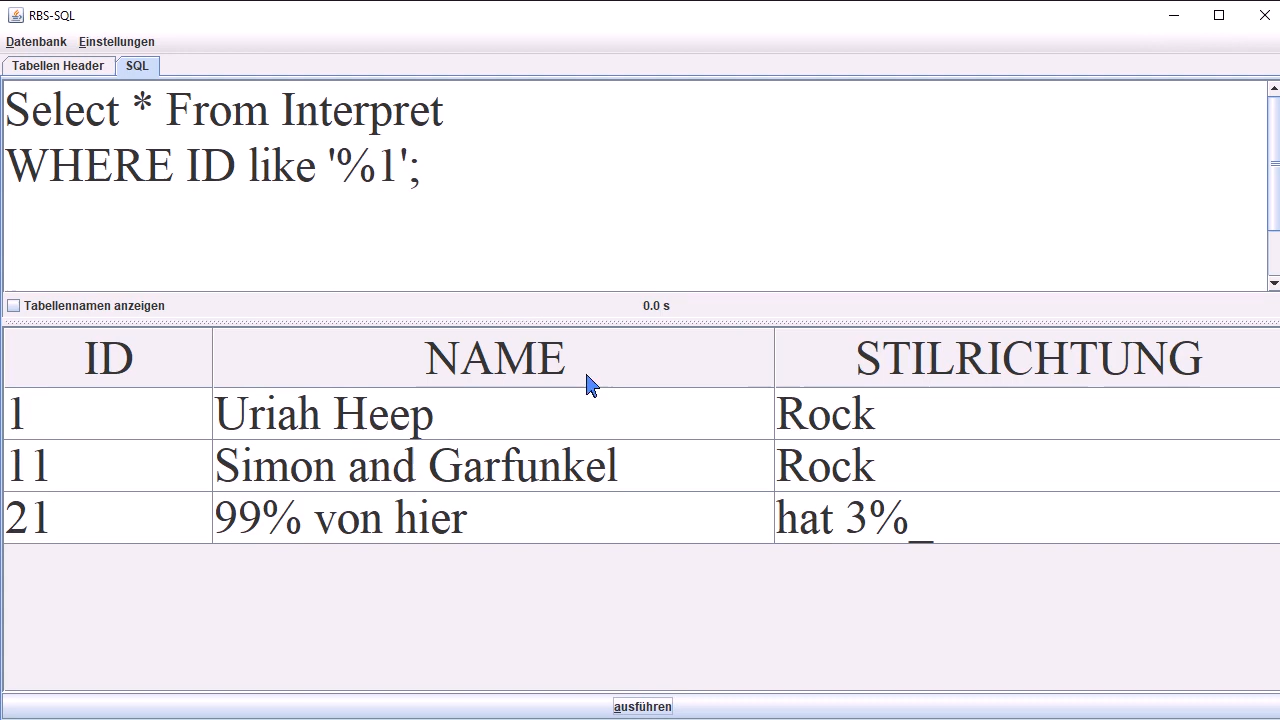 RBS-SQL
Datenbank Einstellungen
Tabellen Header SQL
Select * From Interpret
WHERE ID like '%1';
Tabellennamen anzeigen 0.0 s
ID NAME STILRICHTUNG
1 Uriah Heep Rock
11 Simon and Garfunkel Rock
21 99% von hier hat 3%_
ausführen